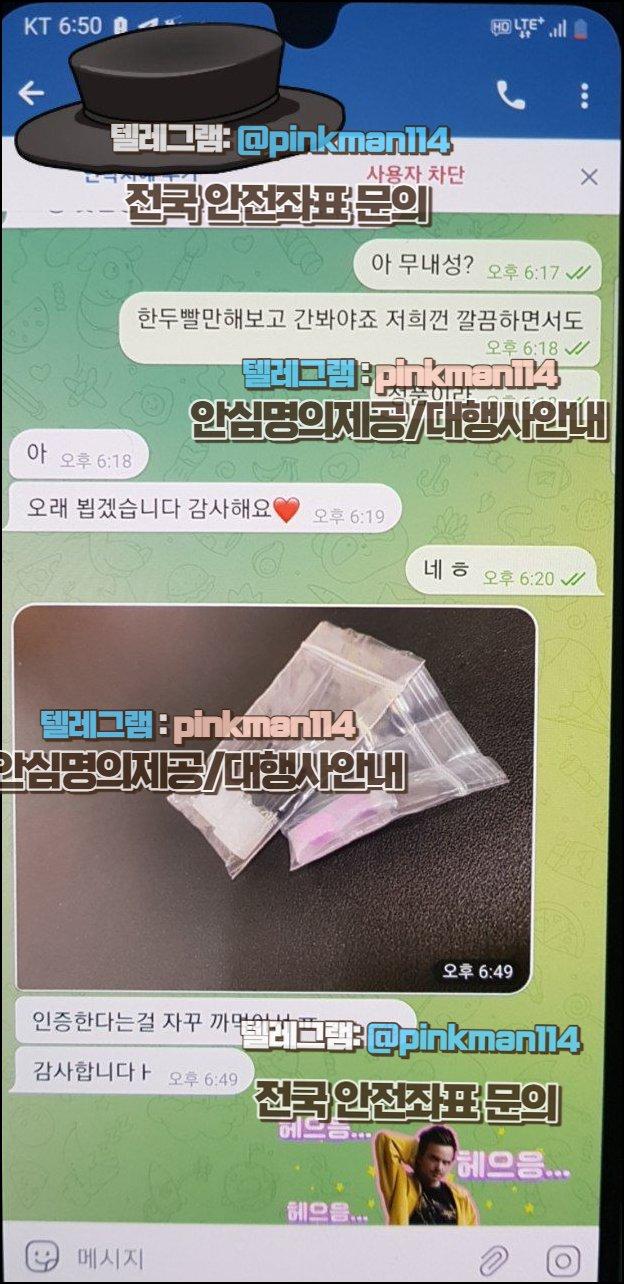 KT 6:50
HD LTE+
텔레그램: @pinkman114
사용자 차단
전국 안전좌표 문의
아 무내성? 오후 6:17
한두빨만해보고 간봐야죠 저희껀 깔끔하면서도
오후 6:18
텔레그램 : pinkman114
안심명의제공/대행사안내
아 오후 6:18
오래 뵙겠습니다 감사해요❤️ 오후 6:19
네 ㅎ 오후 6:20
텔레그램 : pinkman114
안심명의제공/대행사안내
오후 6:49
인증한다는걸 자꾸
텔레그램: @pinkman114
감사합니다ㅏ 오후 6:49
전국 안전좌표 문의
헤으응...
헤으응...
헤으응...
메시지